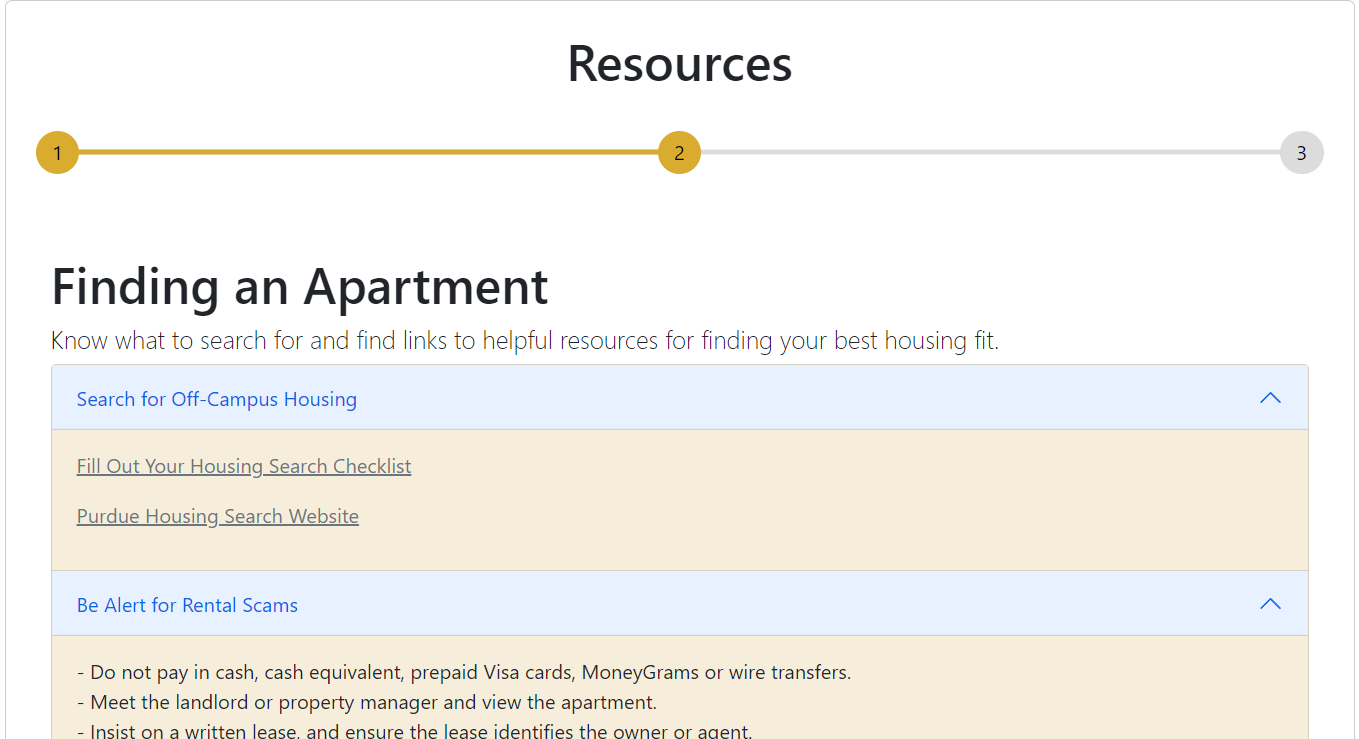 Resources
1
2
3
Finding an Apartment
Know what to search for and find links to helpful resources for finding your best housing fit.
Search for Off-Campus Housing
Fill Out Your Housing Search Checklist
Purdue Housing Search Website
Be Alert for Rental Scams
- Do not pay in cash, cash equivalent, prepaid Visa cards, MoneyGrams or wire transfers.
- Meet the landlord or property manager and view the apartment.
- Insist on a written lease, and ensure the lease identifies the owner or agent.